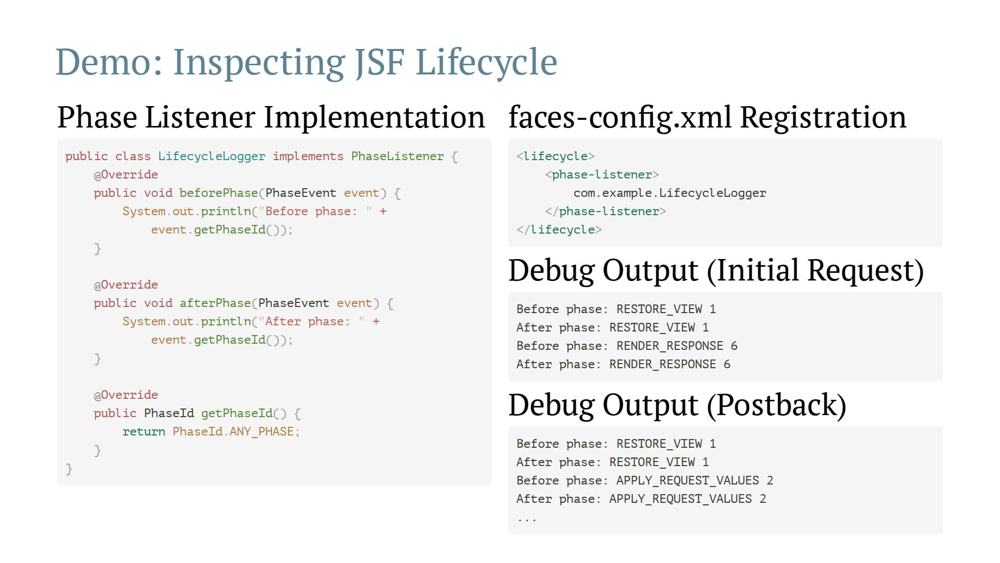 Demo: Inspecting JSF Lifecycle
Phase Listener Implementation
public class LifecycleLogger implements PhaseListener {
    @Override
    public void beforePhase(PhaseEvent event) {
        System.out.println("Before phase: " +
            event.getPhaseId());
    }

    @Override
    public void afterPhase(PhaseEvent event) {
        System.out.println("After phase: " +
            event.getPhaseId());
    }

    @Override
    public PhaseId getPhaseId() {
        return PhaseId.ANY_PHASE;
    }
}
faces-config.xml Registration
<lifecycle>
    <phase-listener>
        com.example.LifecycleLogger
    </phase-listener>
</lifecycle>
Debug Output (Initial Request)
Before phase: RESTORE_VIEW 1
After phase: RESTORE_VIEW 1
Before phase: RENDER_RESPONSE 6
After phase: RENDER_RESPONSE 6
Debug Output (Postback)
Before phase: RESTORE_VIEW 1
After phase: RESTORE_VIEW 1
Before phase: APPLY_REQUEST_VALUES 2
After phase: APPLY_REQUEST_VALUES 2
...